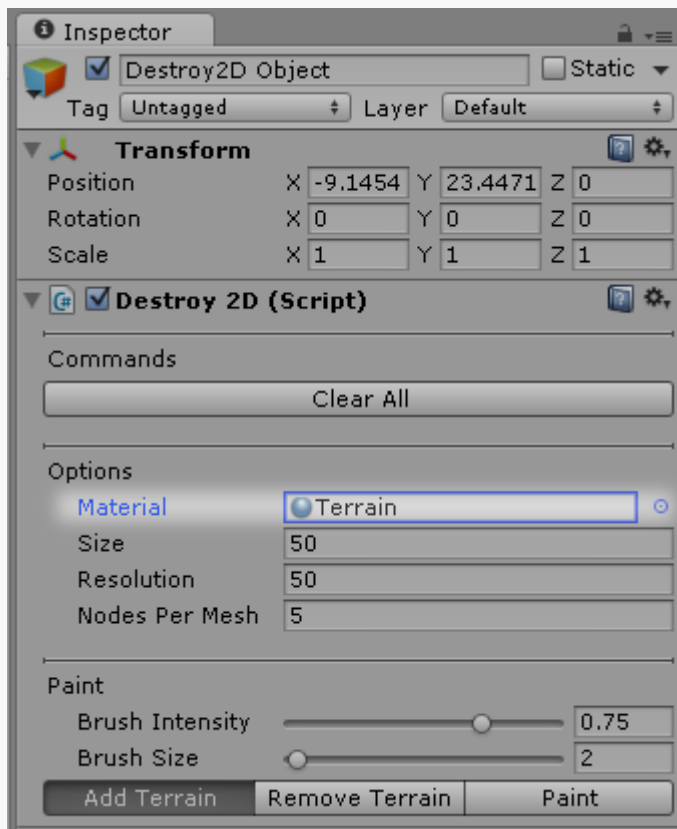 Inspector
Destroy2D Object Static
Tag Untagged Layer Default
Transform
Position X -9.1454 Y 23.4471 Z 0
Rotation X 0 Y 0 Z 0
Scale X 1 Y 1 Z 1
Destroy 2D (Script)
Commands
Clear All
Options
Material Terrain
Size 50
Resolution 50
Nodes Per Mesh 5
Paint
Brush Intensity 0.75
Brush Size 2
Add Terrain Remove Terrain Paint